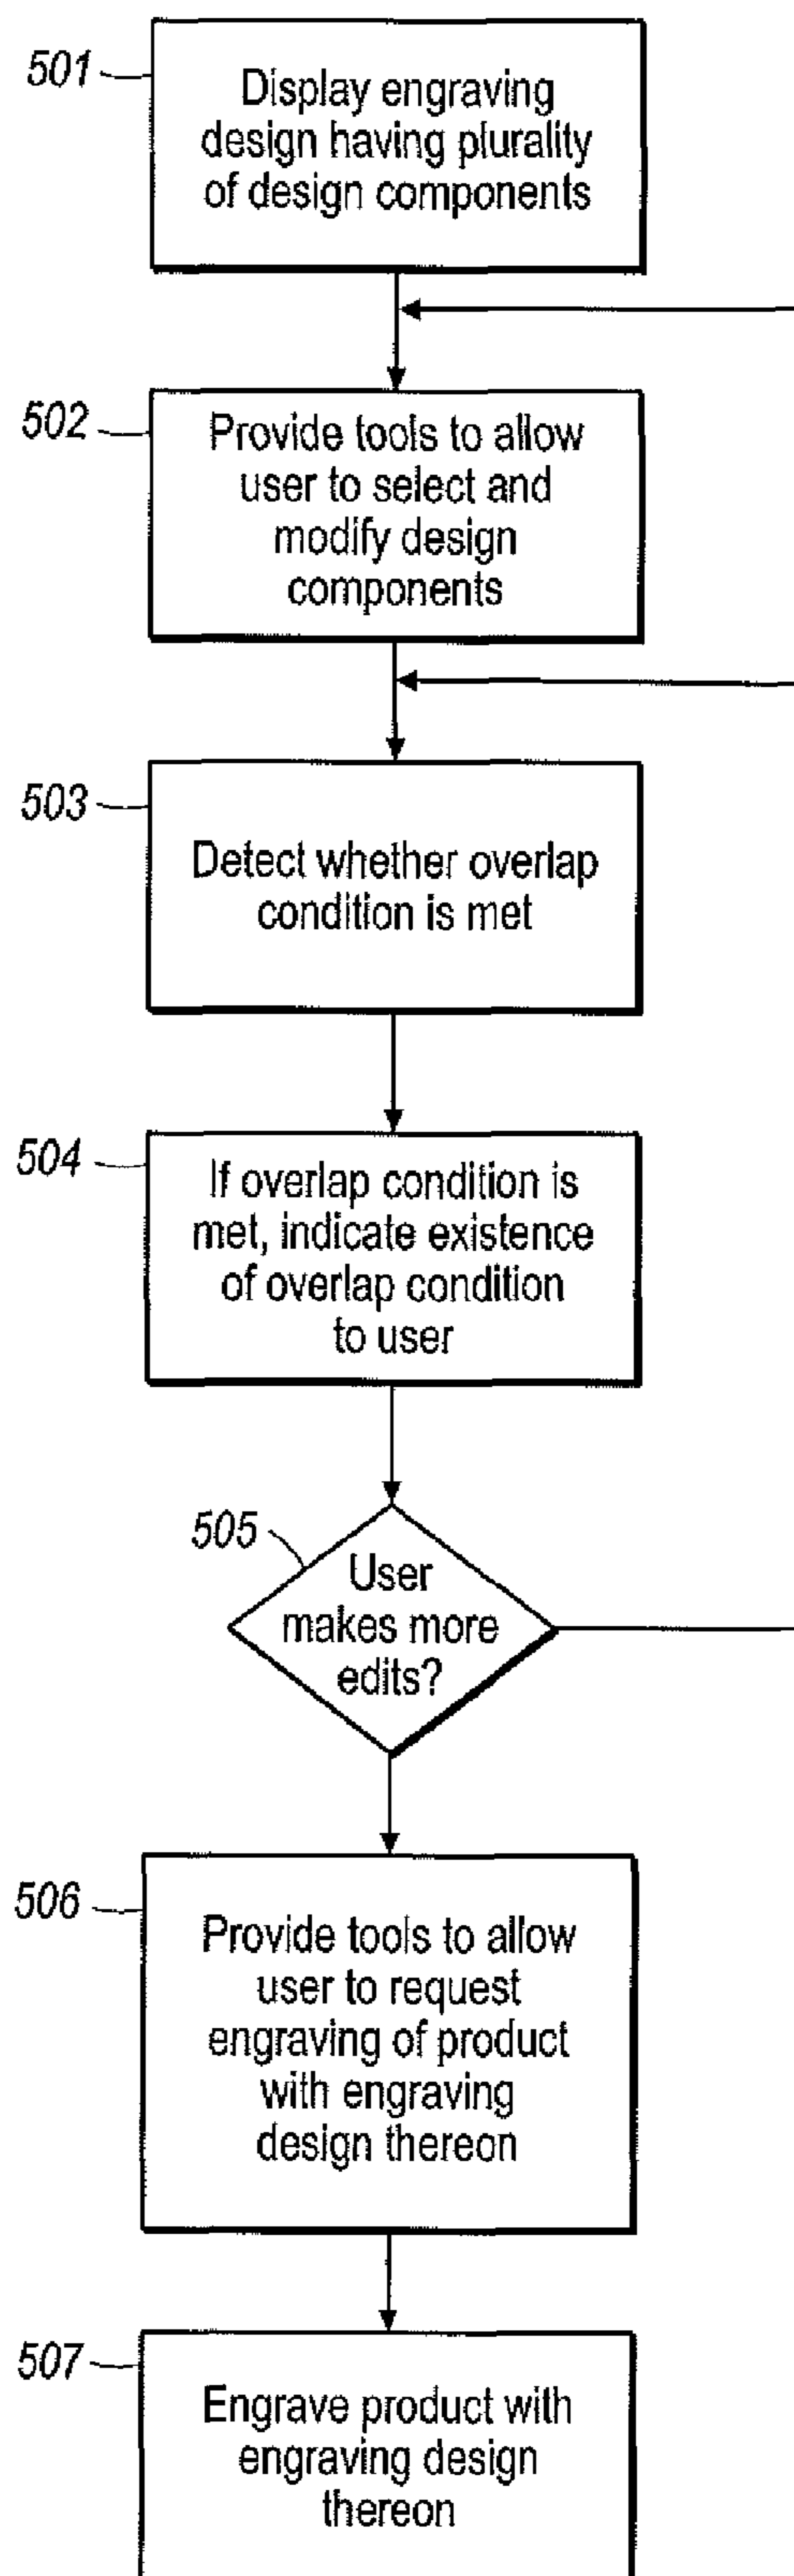 501
Display engraving
design having plurality
of design components
502
Provide tools to allow
user to select and
modify design
components
503
Detect whether overlap
condition is met
504
If overlap condition is
met, indicate existence
of overlap condition
to user
505
User
makes more
edits?
506
Provide tools to allow
user to request
engraving of product
with engraving
design thereon
507
Engrave product with
engraving design
thereon